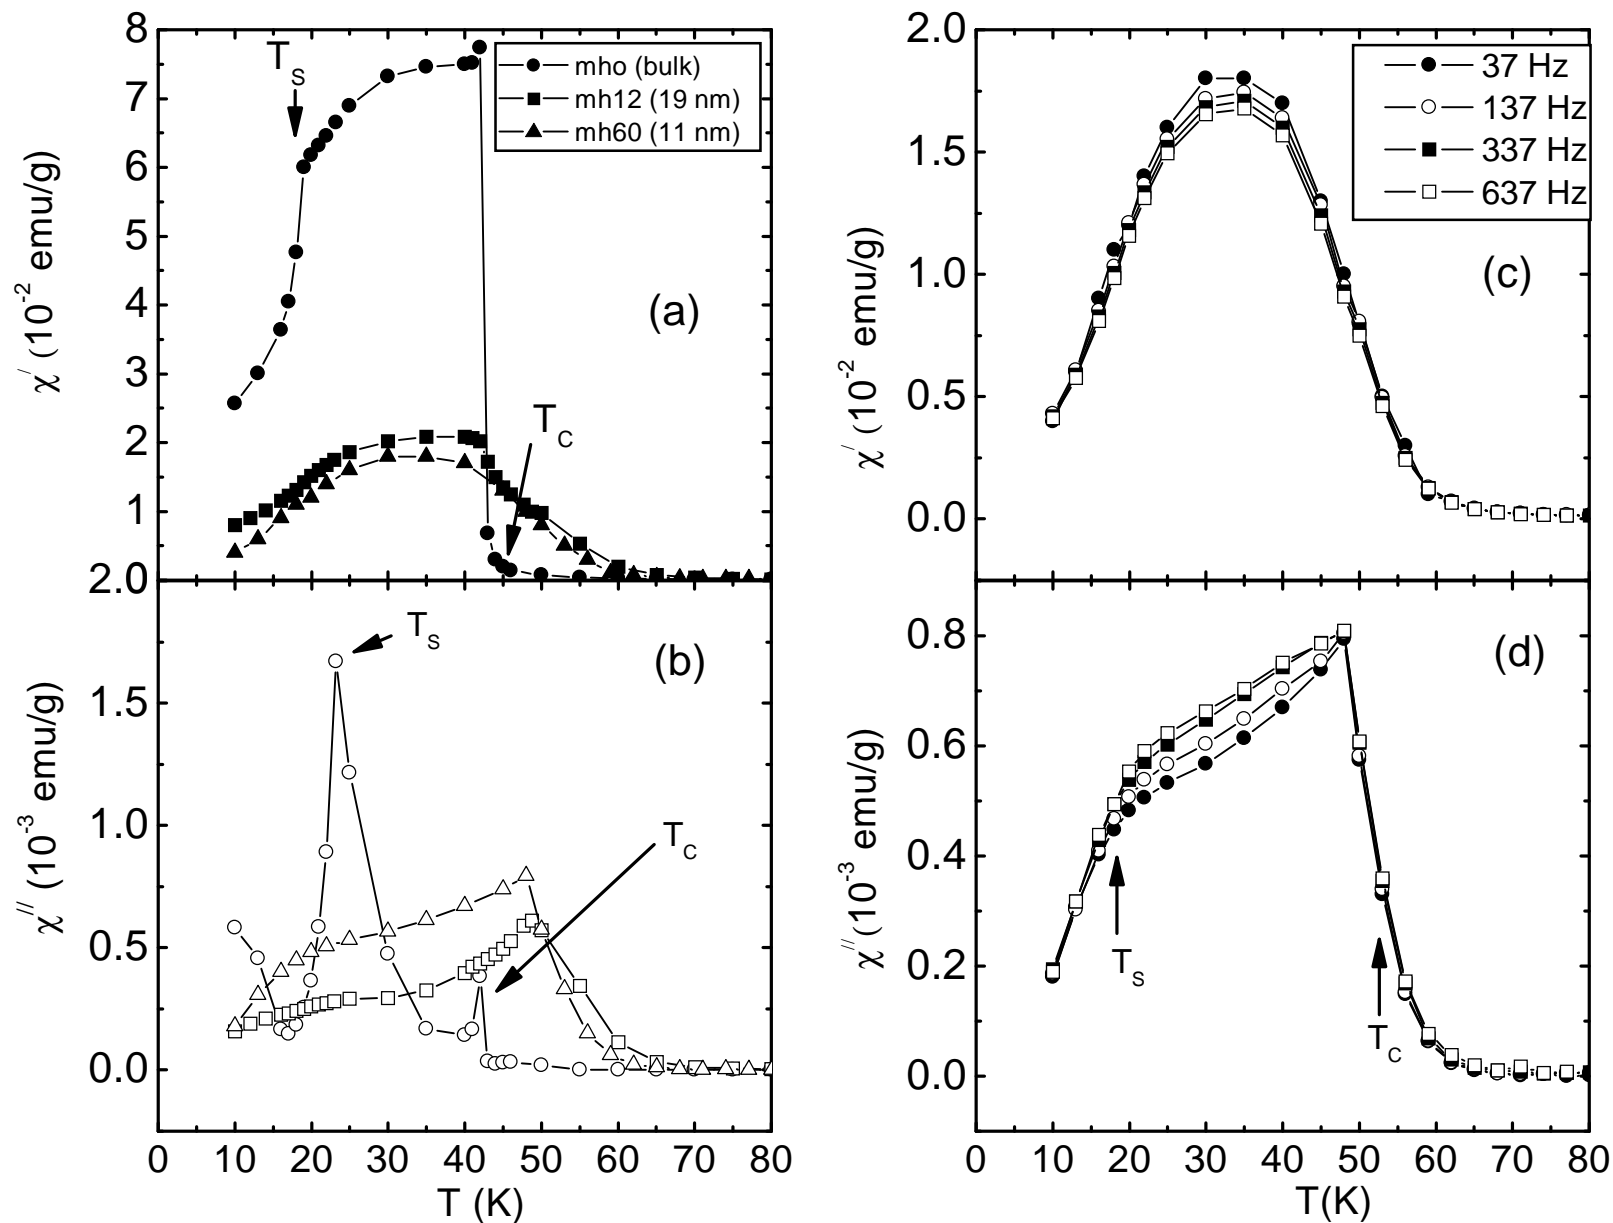 8
7
6
5
4
3
2
1
2.0
1.5
1.0
0.5
0.0
χ/ (10-2 emu/g)
χ// (10-3 emu/g)
TS
mho (bulk)
mh12 (19 nm)
mh60 (11 nm)
(a)
TC
TS
(b)
TC
0 10 20 30 40 50 60 70 80
T (K)
2.0
1.5
1.0
0.5
0.0
χ/ (10-2 emu/g)
37 Hz
137 Hz
337 Hz
637 Hz
(c)
0.8
0.6
0.4
0.2
0.0
χ//(10-3 emu/g)
(d)
TS
TC
0 10 20 30 40 50 60 70 80
T(K)